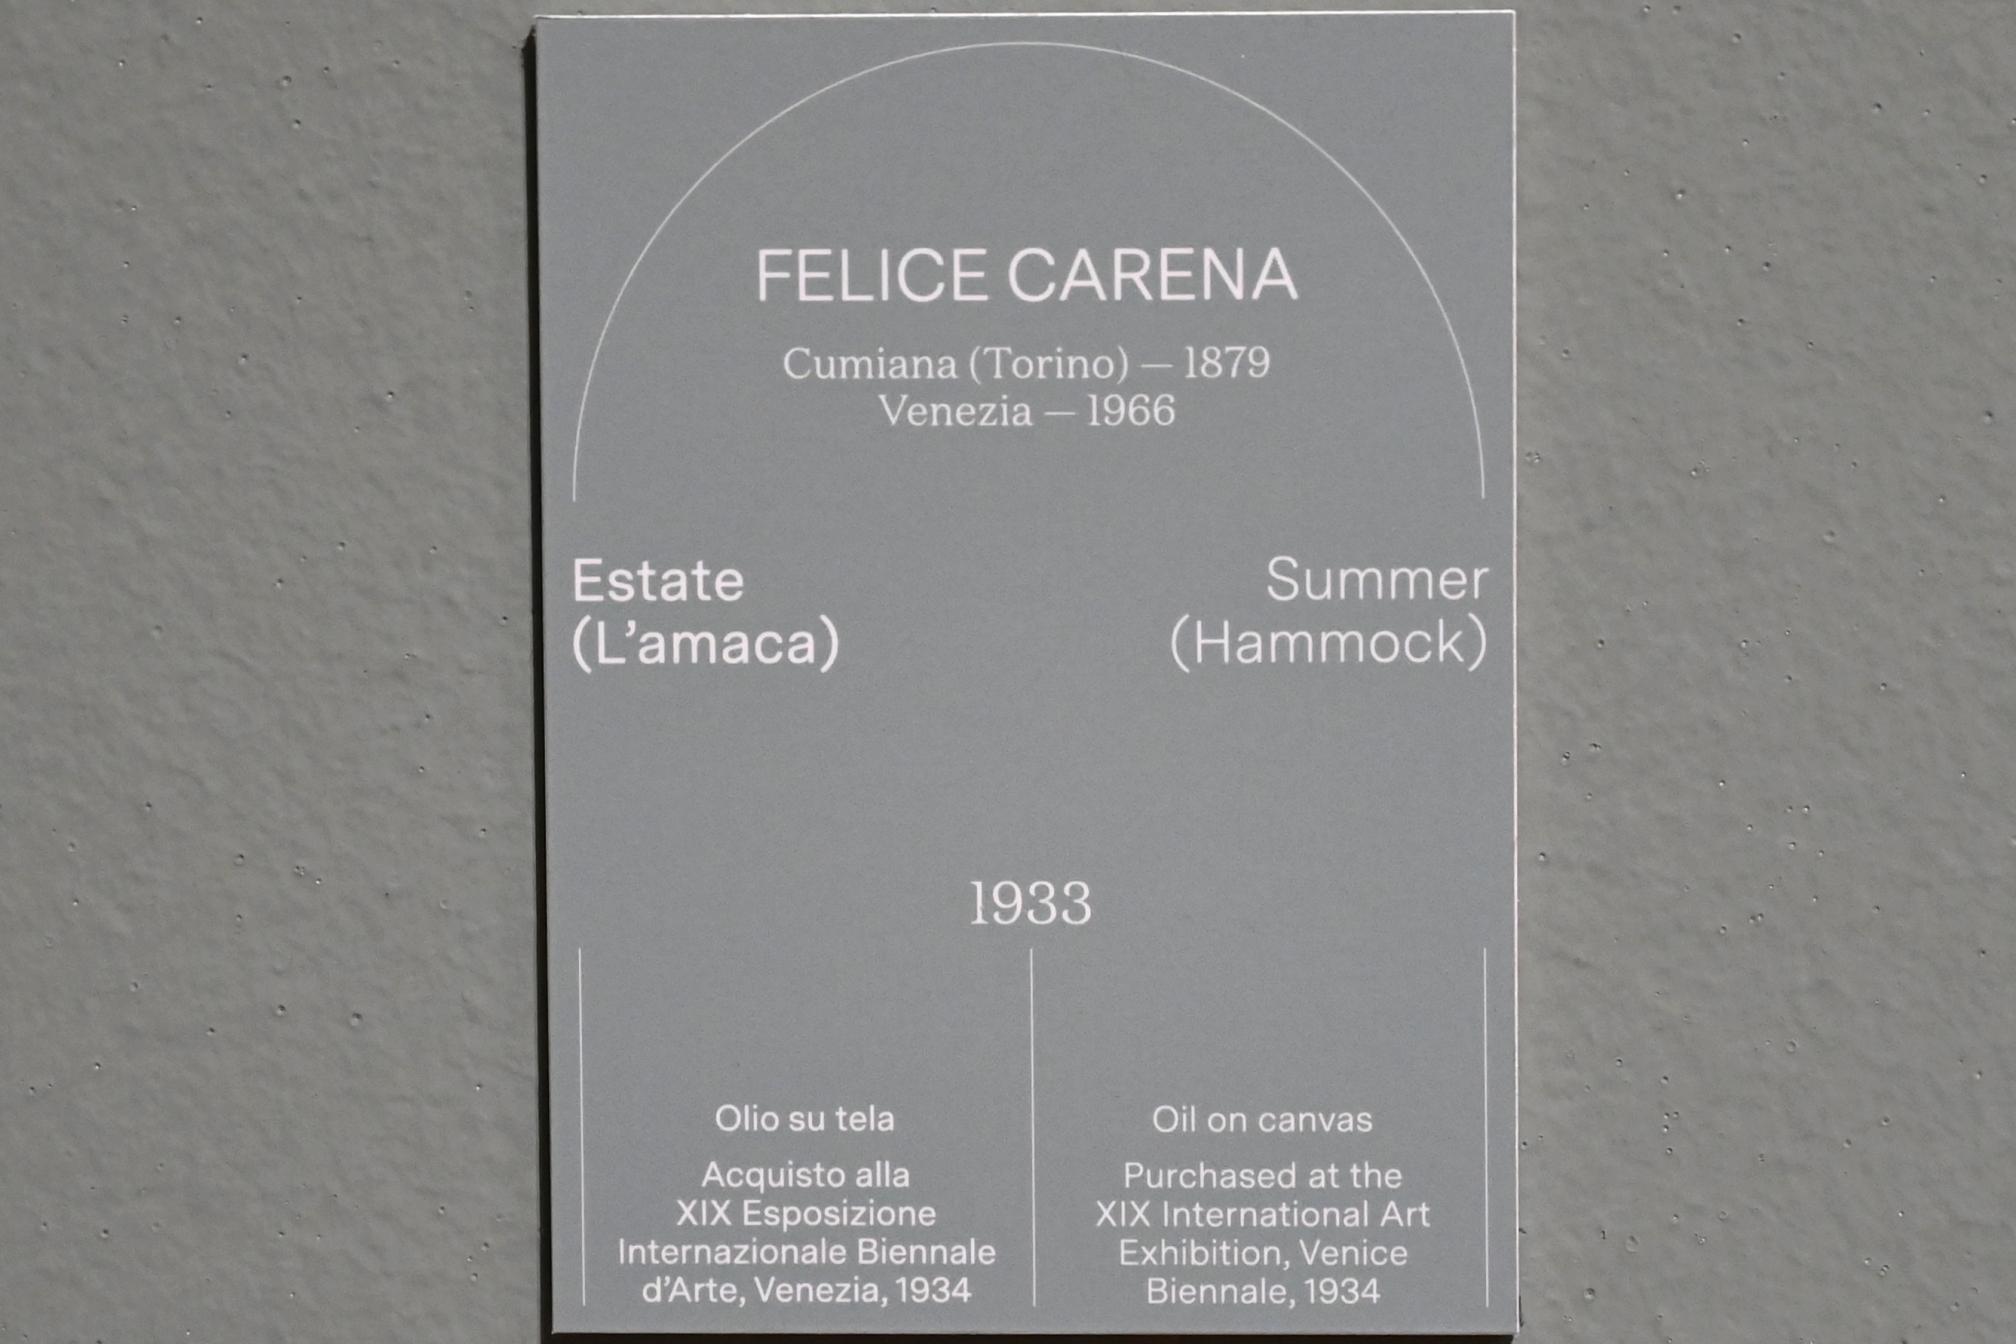 FELICE CARENA
Cumiana (Torino) — 1879
Venezia — 1966
Estate
(L’amaca)
Summer
(Hammock)
1933
Olio su tela
Acquisto alla
XIX Esposizione
Internazionale Biennale
d’Arte, Venezia, 1934
Oil on canvas
Purchased at the
XIX International Art
Exhibition, Venice
Biennale, 1934